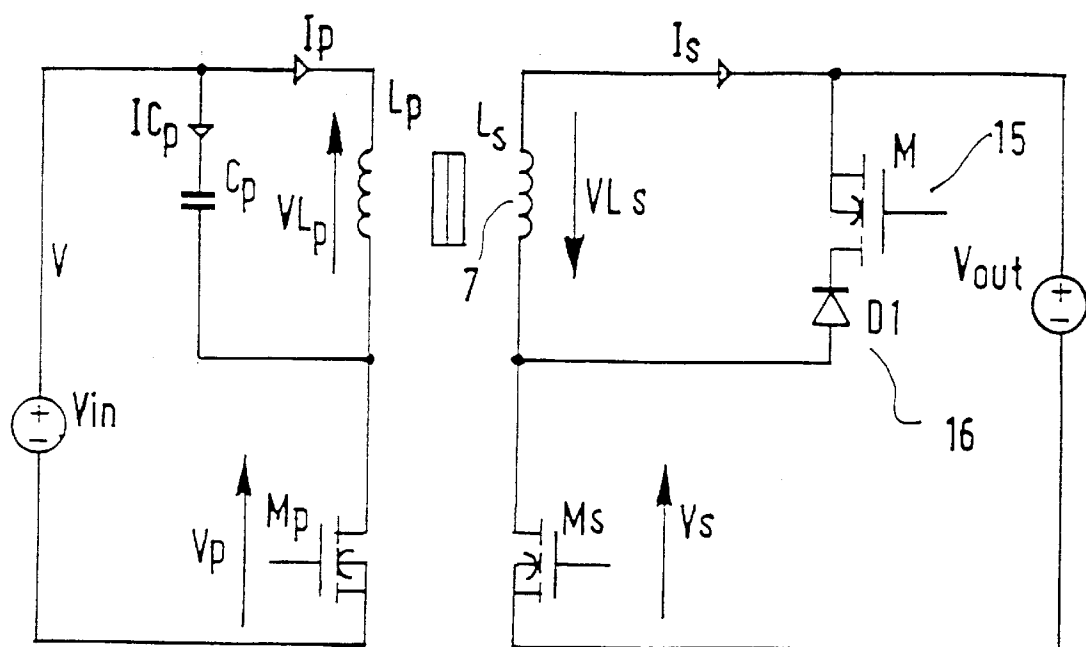 Ip
Is
ICp
Lp
Ls
M
15
Cp
VLp
VLs
V
7
Vout
+
−
D1
Vin
+
−
16
Mp
Ms
Vp
Vs